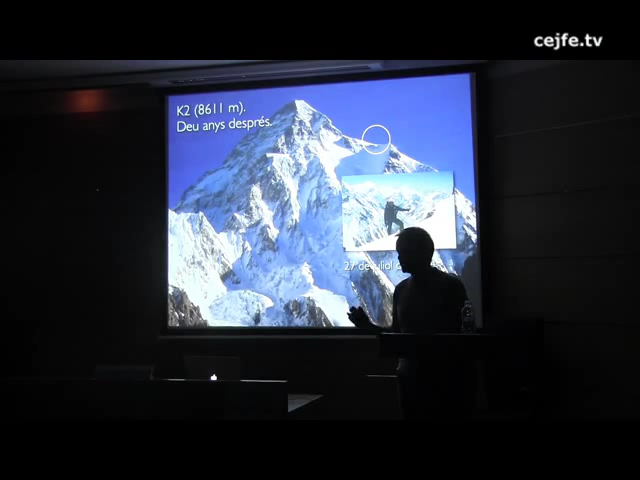 cejfe.tv
K2 (8611 m).
Deu anys després.
27 de juliol